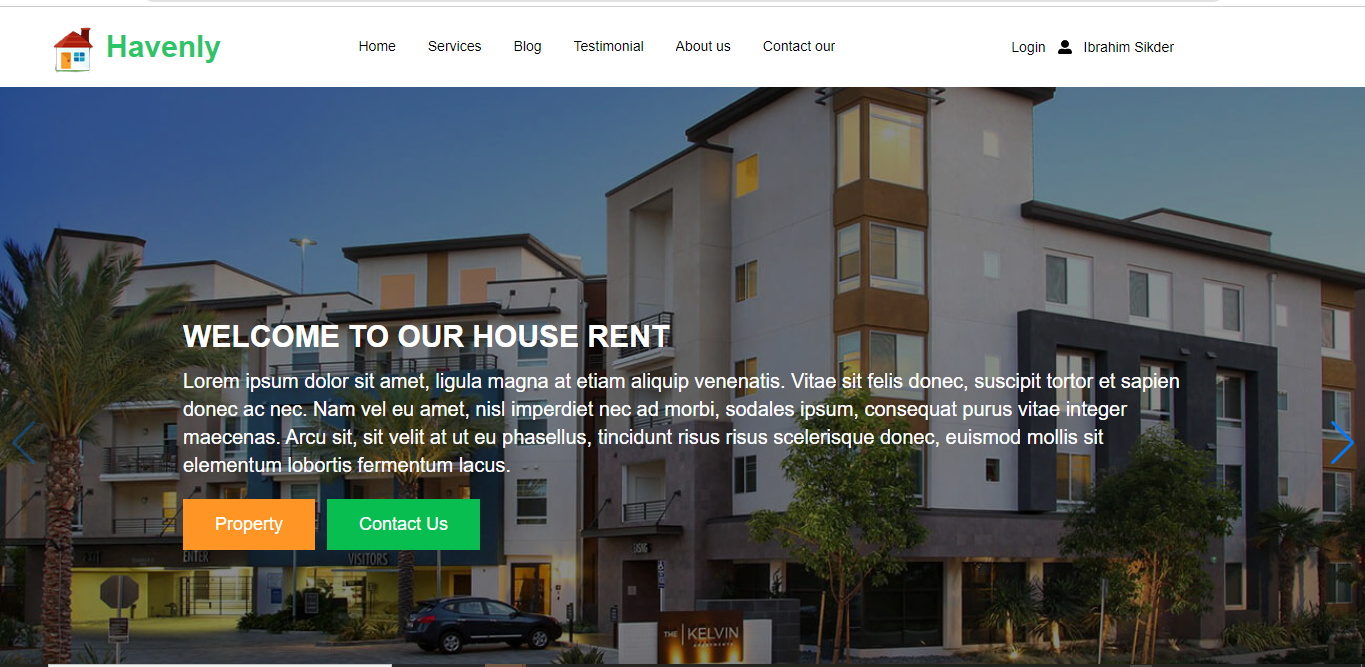 Havenly
Home Services Blog Testimonial About us Contact our
Login Ibrahim Sikder
WELCOME TO OUR HOUSE RENT
Lorem ipsum dolor sit amet, ligula magna at etiam aliquip venenatis. Vitae sit felis donec, suscipit tortor et sapien
donec ac nec. Nam vel eu amet, nisl imperdiet nec ad morbi, sodales ipsum, consequat purus vitae integer
maecenas. Arcu sit, sit velit at ut eu phasellus, tincidunt risus risus scelerisque donec, euismod mollis sit
elementum lobortis fermentum lacus.
Property Contact Us
EXIT ENTER VISITORS
LEASING
THE KELVIN
APARTMENTS